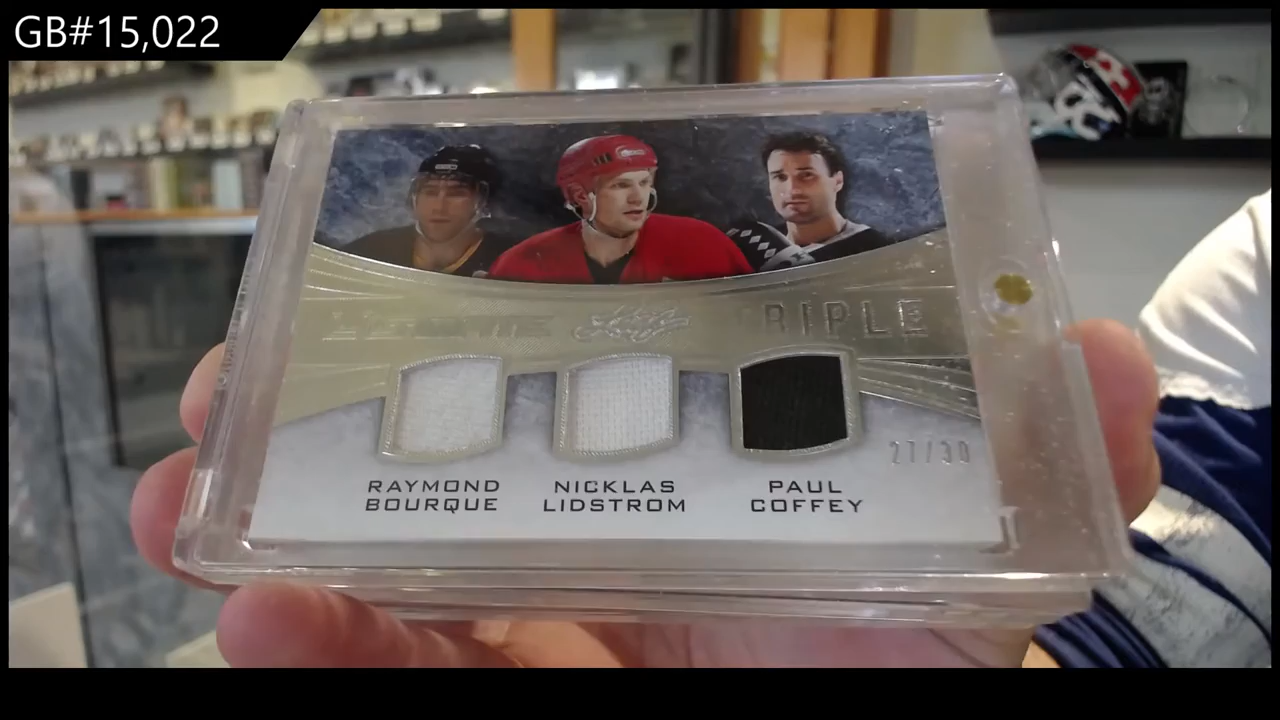 GB#15,022
RIPLE
27/30
RAYMOND
BOURQUE
NICKLAS
LIDSTROM
PAUL
COFFEY